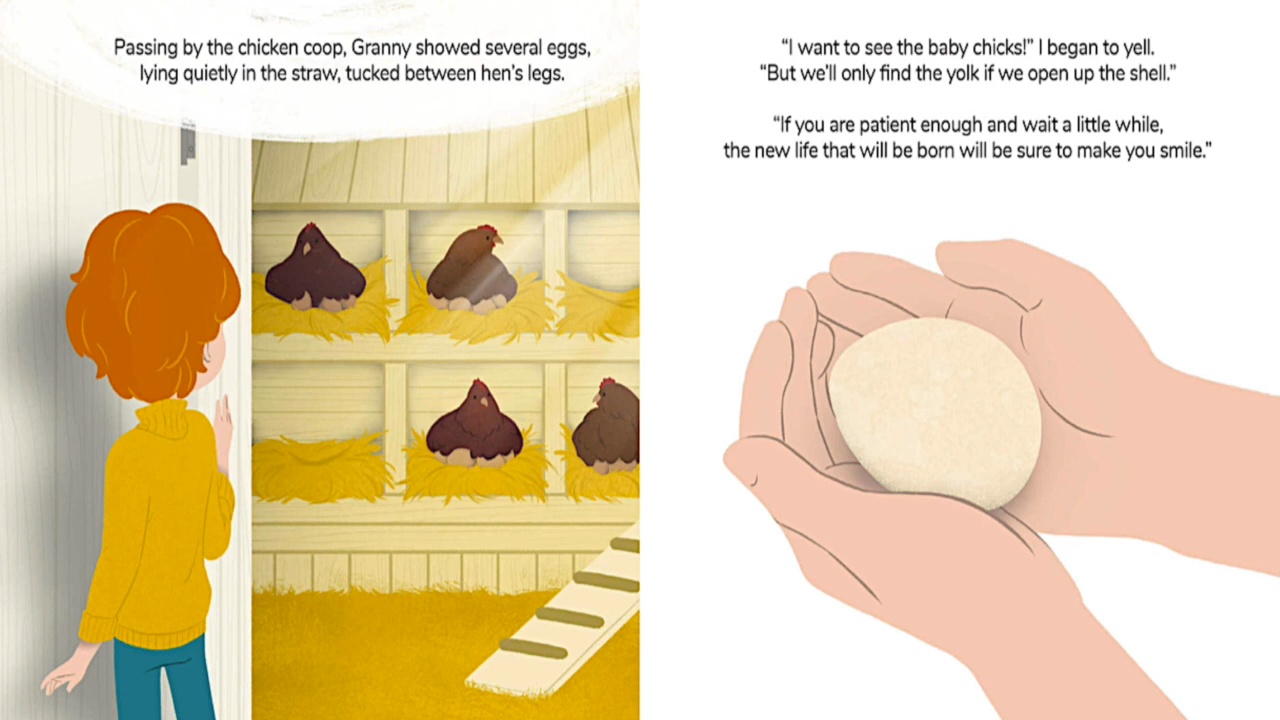 Passing by the chicken coop, Granny showed several eggs,
lying quietly in the straw, tucked between hen's legs.
"I want to see the baby chicks!" I began to yell.
"But we'll only find the yolk if we open up the shell."
"If you are patient enough and wait a little while,
the new life that will be born will be sure to make you smile."